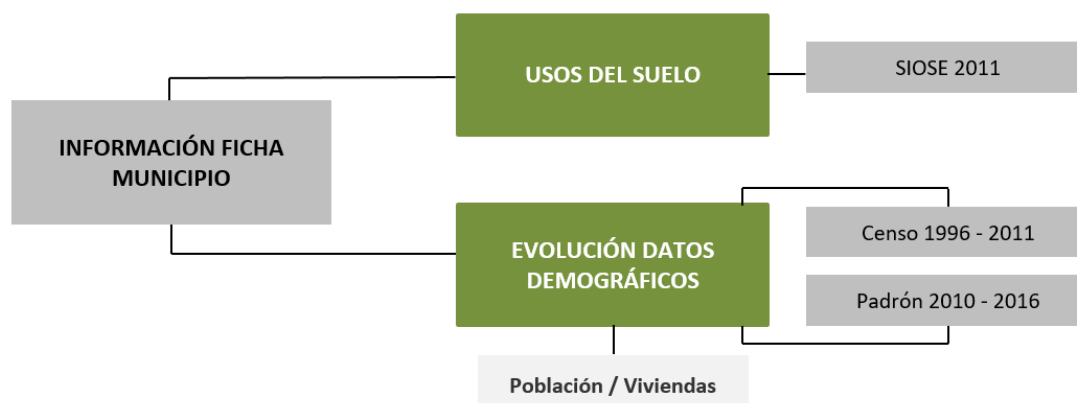 USOS DEL SUELO
SIOSE 2011
INFORMACIÓN FICHA
MUNICIPIO
EVOLUCIÓN DATOS
DEMOGRÁFICOS
Censo 1996 - 2011
Padrón 2010 - 2016
Población / Viviendas